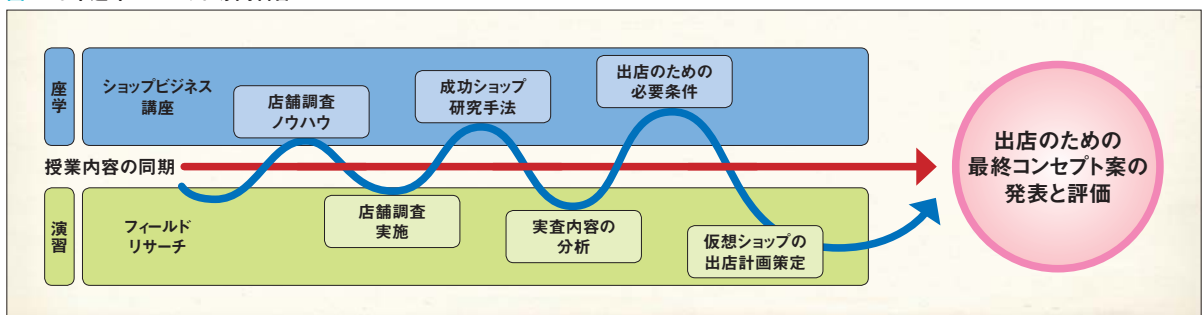 座学
ショップビジネス
講座
店舗調査
ノウハウ
成功ショップ
研究手法
出店のための
必要条件
授業内容の同期
演習
フィールド
リサーチ
店舗調査
実施
実査内容の
分析
仮想ショップの
出店計画策定
出店のための
最終コンセプト案の
発表と評価